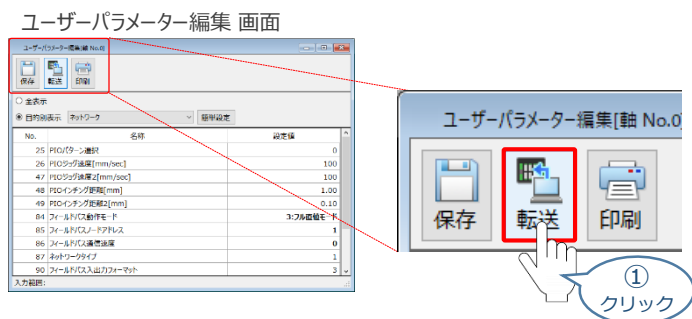 ユーザーパラメーター編集 画面
ユーザーパラメーター編集[軸 No.0]
保存 転送 印刷
全表示
目的別表示 ネットワーク 簡単設定
No. 名称 設定値
25 PIOパターン選択 0
26 PIOジョグ速度[mm/sec] 100
47 PIOジョグ速度2[mm/sec] 100
48 PIOインチング距離[mm] 1.00
49 PIOインチング距離2[mm] 0.10
84 フィールドバス動作モード 3:フル直値モード
85 フィールドバスノードアドレス 1
86 フィールドバス通信速度 0
87 ネットワークタイプ 1
90 フィールドバス入出力フォーマット 3
入力範囲:
ユーザーパラメーター編集[軸 No.0]
保存 転送 印刷
①
クリック